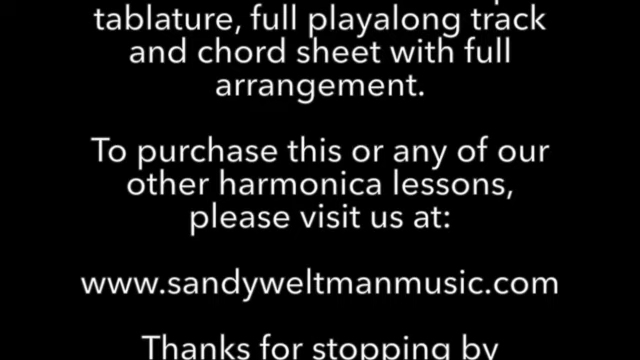 tablature, full playalong track
and chord sheet with full
arrangement.
To purchase this or any of our
other harmonica lessons,
please visit us at:
www.sandyweltmanmusic.com
Thanks for stopping by